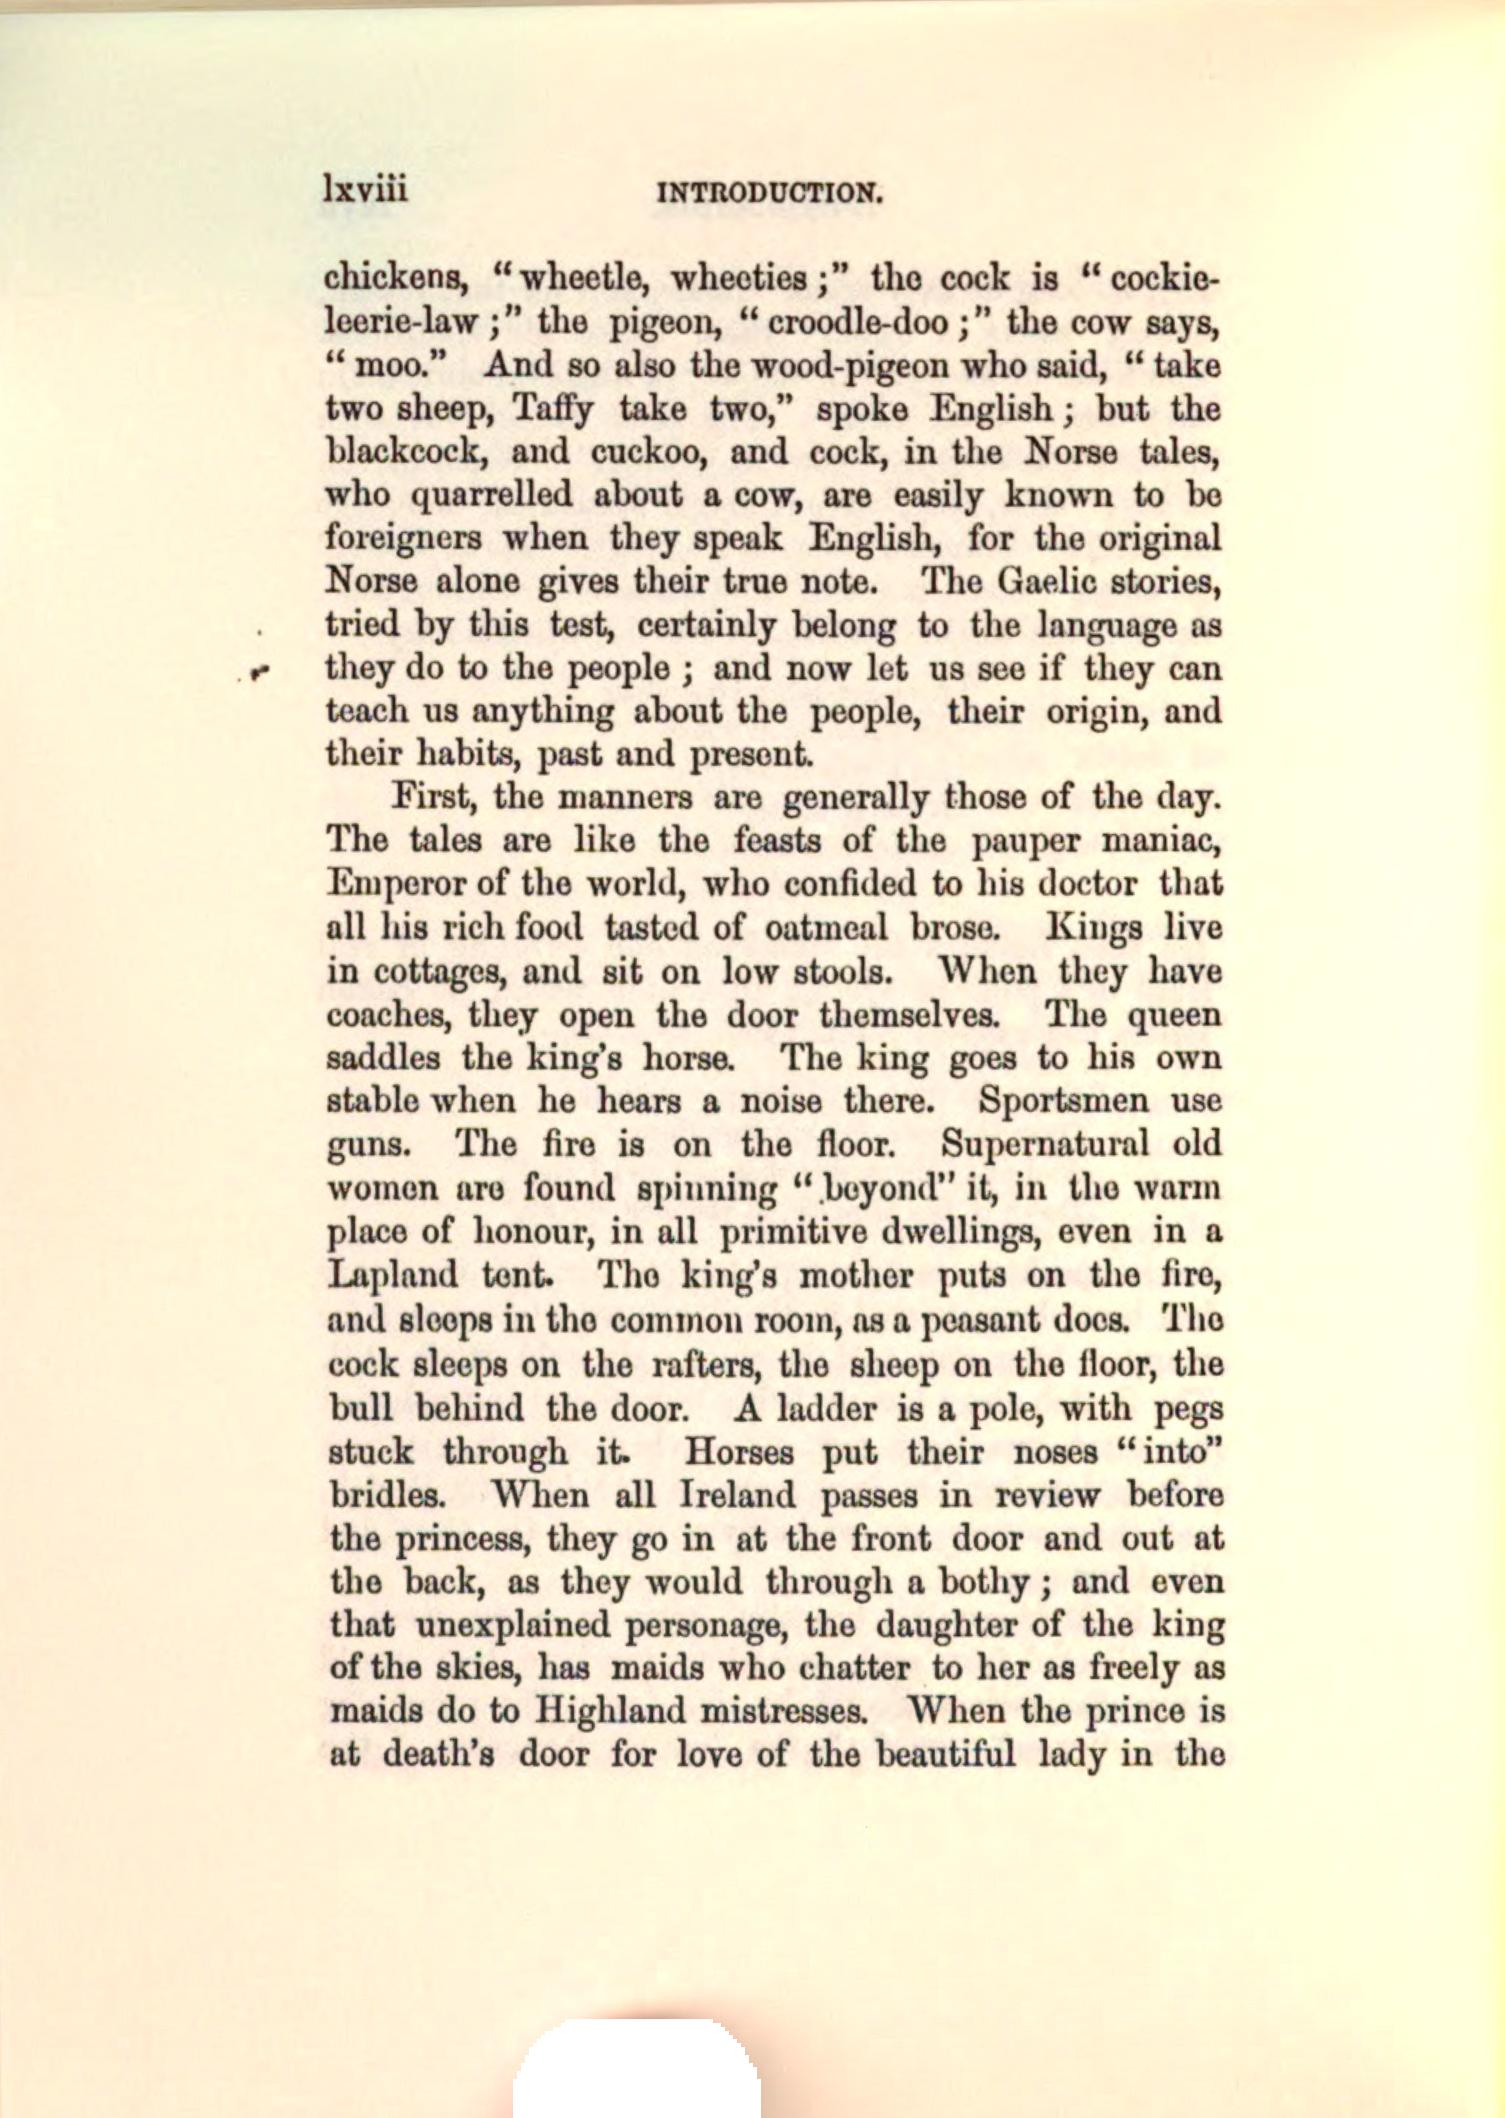 lxviii INTRODUCTION.
chickens, “wheetle, wheeties ;” the cock is “ cockie-
leerie-law ;” the pigeon, “ croodle-doo ;” the cow says,
“ moo.” And so also the wood-pigeon who said, “ take
two sheep, Taffy take two,” spoke English ; but the
blackcock, and cuckoo, and cock, in the Norse tales,
who quarrelled about a cow, are easily known to be
foreigners when they speak English, for the original
Norse alone gives their true note. The Gaelic stories,
tried by this test, certainly belong to the language as
they do to the people ; and now let us see if they can
teach us anything about the people, their origin, and
their habits, past and present.
First, the manners are generally those of the day.
The tales are like the feasts of the pauper maniac,
Emperor of the world, who confided to his doctor that
all his rich food tasted of oatmeal brose. Kings live
in cottages, and sit on low stools. When they have
coaches, they open the door themselves. The queen
saddles the king’s horse. The king goes to his own
stable when he hears a noise there. Sportsmen use
guns. The fire is on the floor. Supernatural old
women are found spinning “ beyond” it, in the warm
place of honour, in all primitive dwellings, even in a
Lapland tent. The king’s mother puts on the fire,
and sleeps in the common room, as a peasant does. The
cock sleeps on the rafters, the sheep on the floor, the
bull behind the door. A ladder is a pole, with pegs
stuck through it. Horses put their noses “into”
bridles. When all Ireland passes in review before
the princess, they go in at the front door and out at
the back, as they would through a bothy ; and even
that unexplained personage, the daughter of the king
of the skies, has maids who chatter to her as freely as
maids do to Highland mistresses. When the prince is
at death’s door for love of the beautiful lady in the